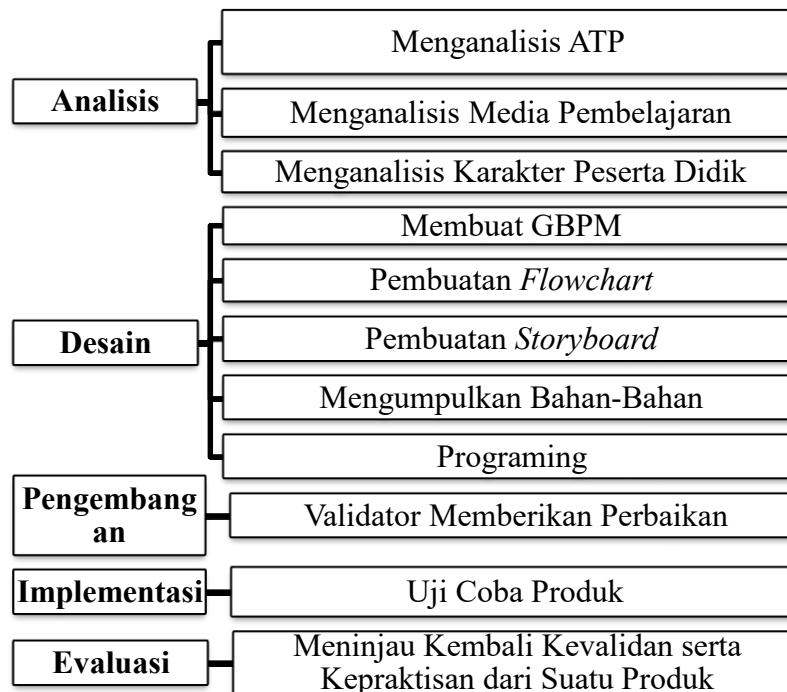 Analisis
Menganalisis ATP
Menganalisis Media Pembelajaran
Menganalisis Karakter Peserta Didik
Desain
Membuat GBPM
Pembuatan Flowchart
Pembuatan Storyboard
Mengumpulkan Bahan-Bahan
Programing
Pengembang
an
Validator Memberikan Perbaikan
Implementasi
Uji Coba Produk
Evaluasi
Meninjau Kembali Kevalidan serta
Kepraktisan dari Suatu Produk